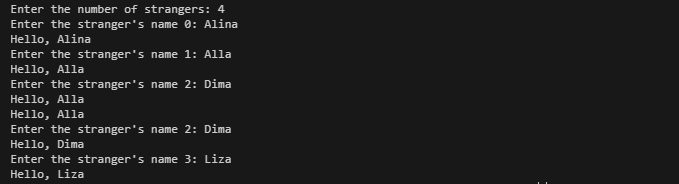 Enter the number of strangers: 4
Enter the stranger's name 0: Alina
Hello, Alina
Enter the stranger's name 1: Alla
Hello, Alla
Enter the stranger's name 2: Dima
Hello, Alla
Hello, Alla
Enter the stranger's name 2: Dima
Hello, Dima
Enter the stranger's name 3: Liza
Hello, Liza